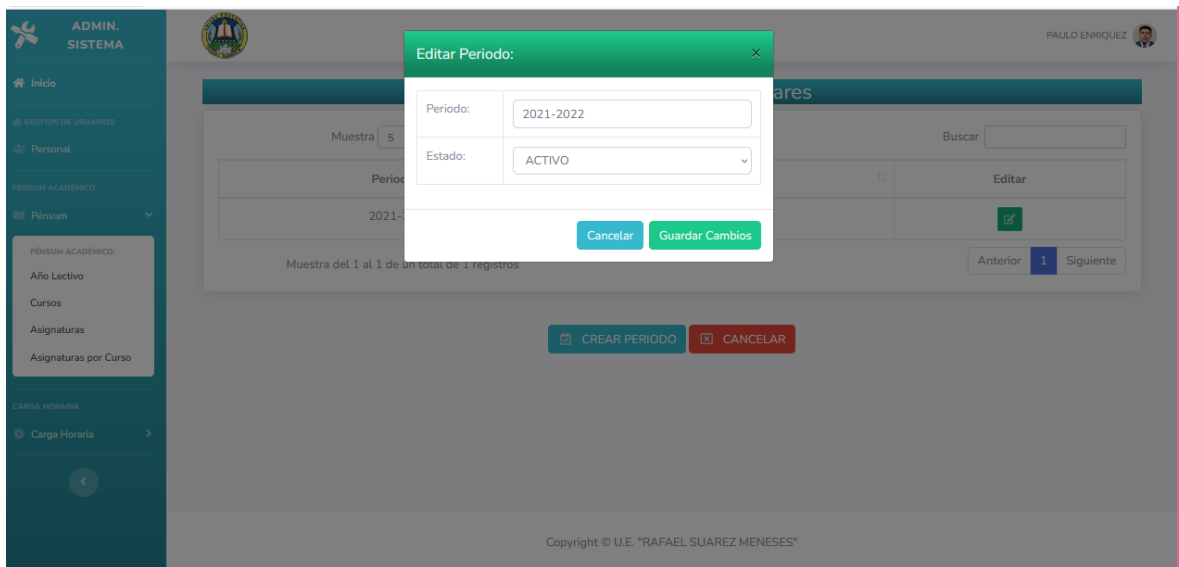 ADMIN.
SISTEMA
Inicio
GESTION DE USUARIOS
Personal
PÉNSUM ACADÉMICO
Pénsum
PÉNSUM ACADÉMICO:
Año Lectivo
Cursos
Asignaturas
Asignaturas por Curso
CARGA HORARIA
Carga Horaria
PAULO ENRIQUEZ
ares
Muestra 5
Buscar
Perioc
Editar
2021-2
Muestra del 1 al 1 de un total de 1 registros
Anterior 1 Siguiente
CREAR PERIODO
CANCELAR
Editar Periodo:
×
Periodo:
2021-2022
Estado:
ACTIVO
Cancelar
Guardar Cambios
Copyright © U.E. "RAFAEL SUAREZ MENESES"